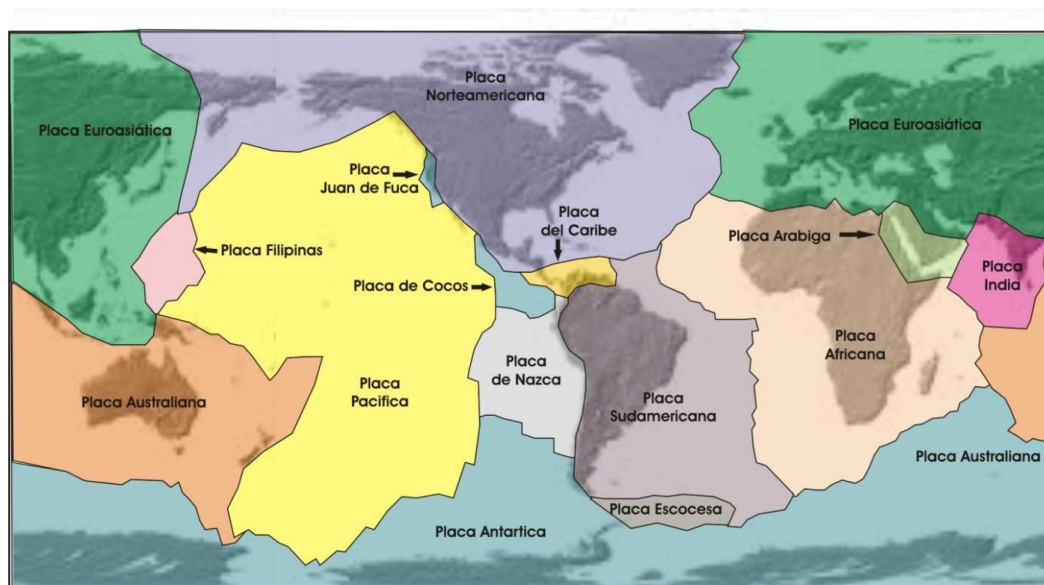 Placa
Norteamericana
Placa Euroasiática
Placa Euroasiática
Placa
Juan de Fuca
Placa
del Caribe
Placa Filipinas
Placa Arabiga
Placa de Cocos
Placa
India
Placa
Africana
Placa
de Nazca
Placa
Pacifica
Placa Australiana
Placa
Sudamericana
Placa Australiana
Placa Escocesa
Placa Antartica